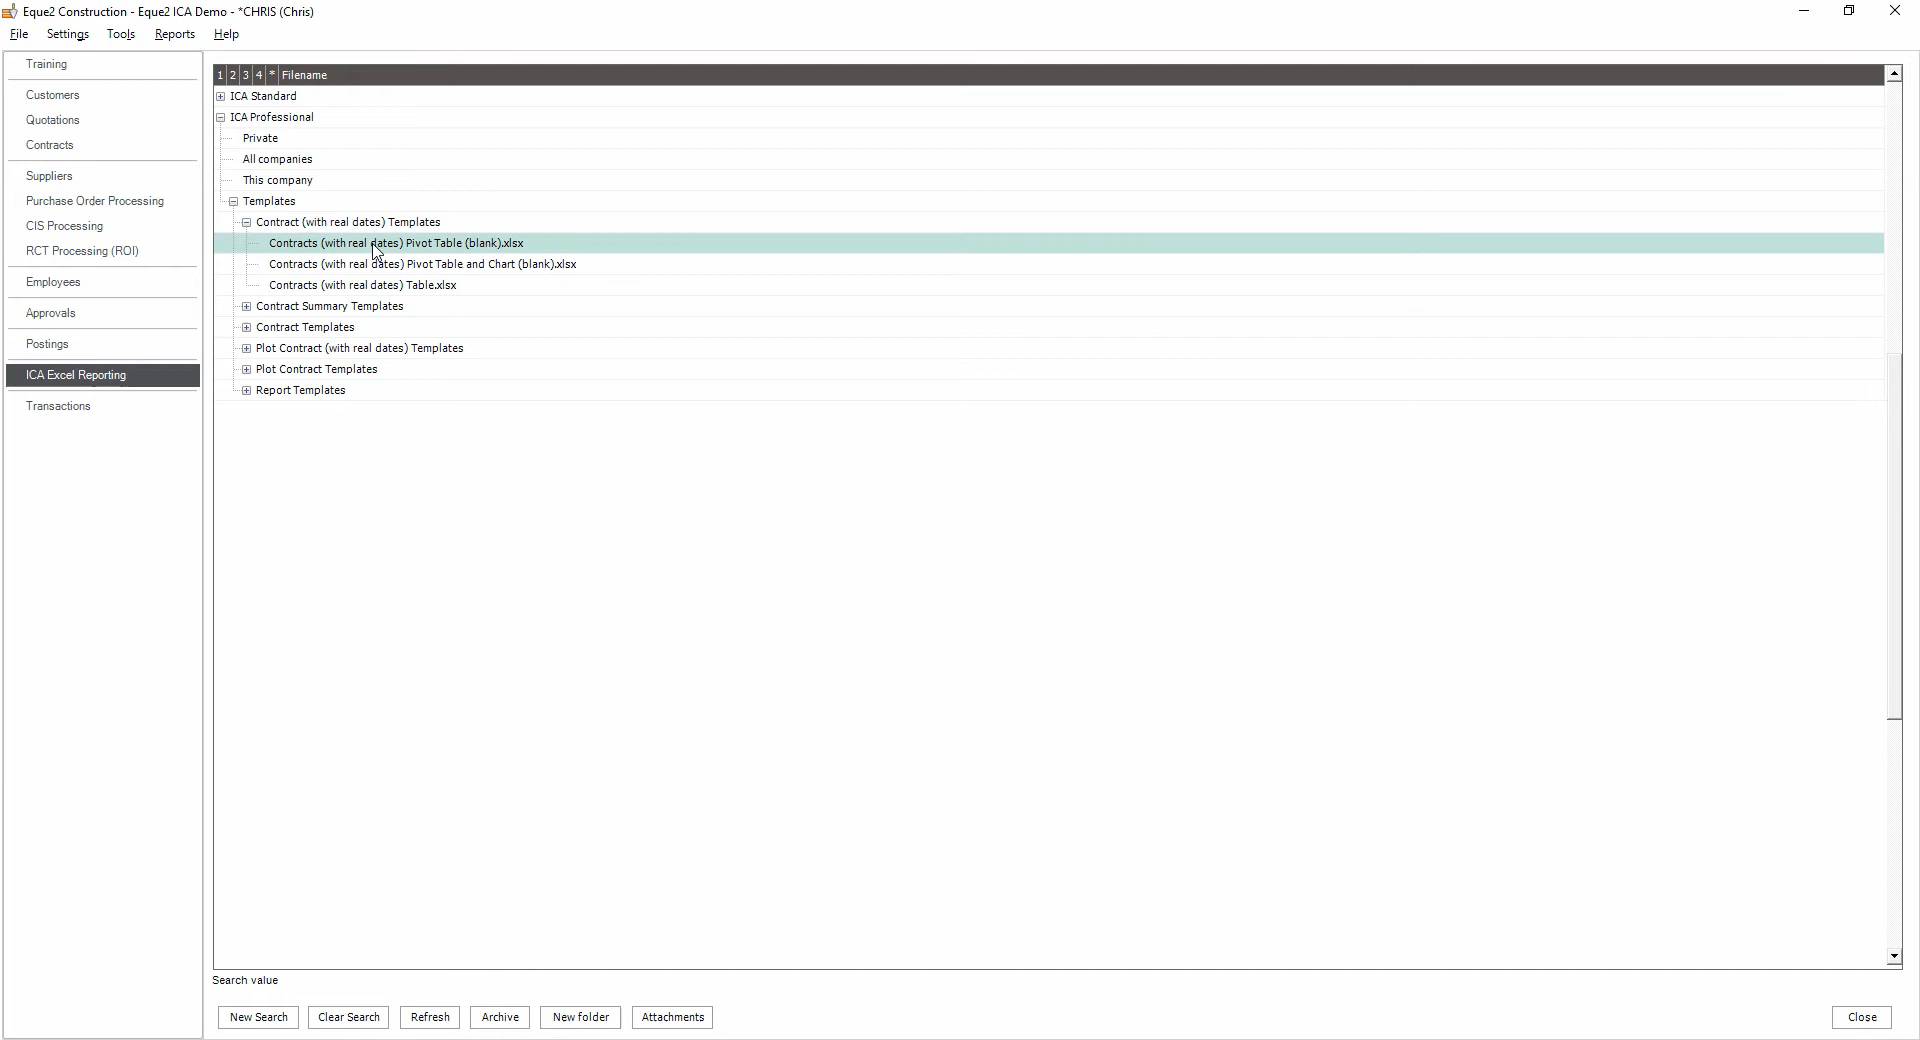 Eque2 Construction - Eque2 ICA Demo - *CHRIS (Chris)
File Settings Tools Reports Help
Training
Customers
Quotations
Contracts
Suppliers
Purchase Order Processing
CIS Processing
RCT Processing (ROI)
Employees
Approvals
Postings
ICA Excel Reporting
Transactions
1 2 3 4 * Filename
ICA Standard
ICA Professional
Private
All companies
This company
Templates
Contract (with real dates) Templates
Contracts (with real dates) Pivot Table (blank).xlsx
Contracts (with real dates) Pivot Table and Chart (blank).xlsx
Contracts (with real dates) Table.xlsx
Contract Summary Templates
Contract Templates
Plot Contract (with real dates) Templates
Plot Contract Templates
Report Templates
Search value
New Search Clear Search Refresh Archive New folder Attachments Close